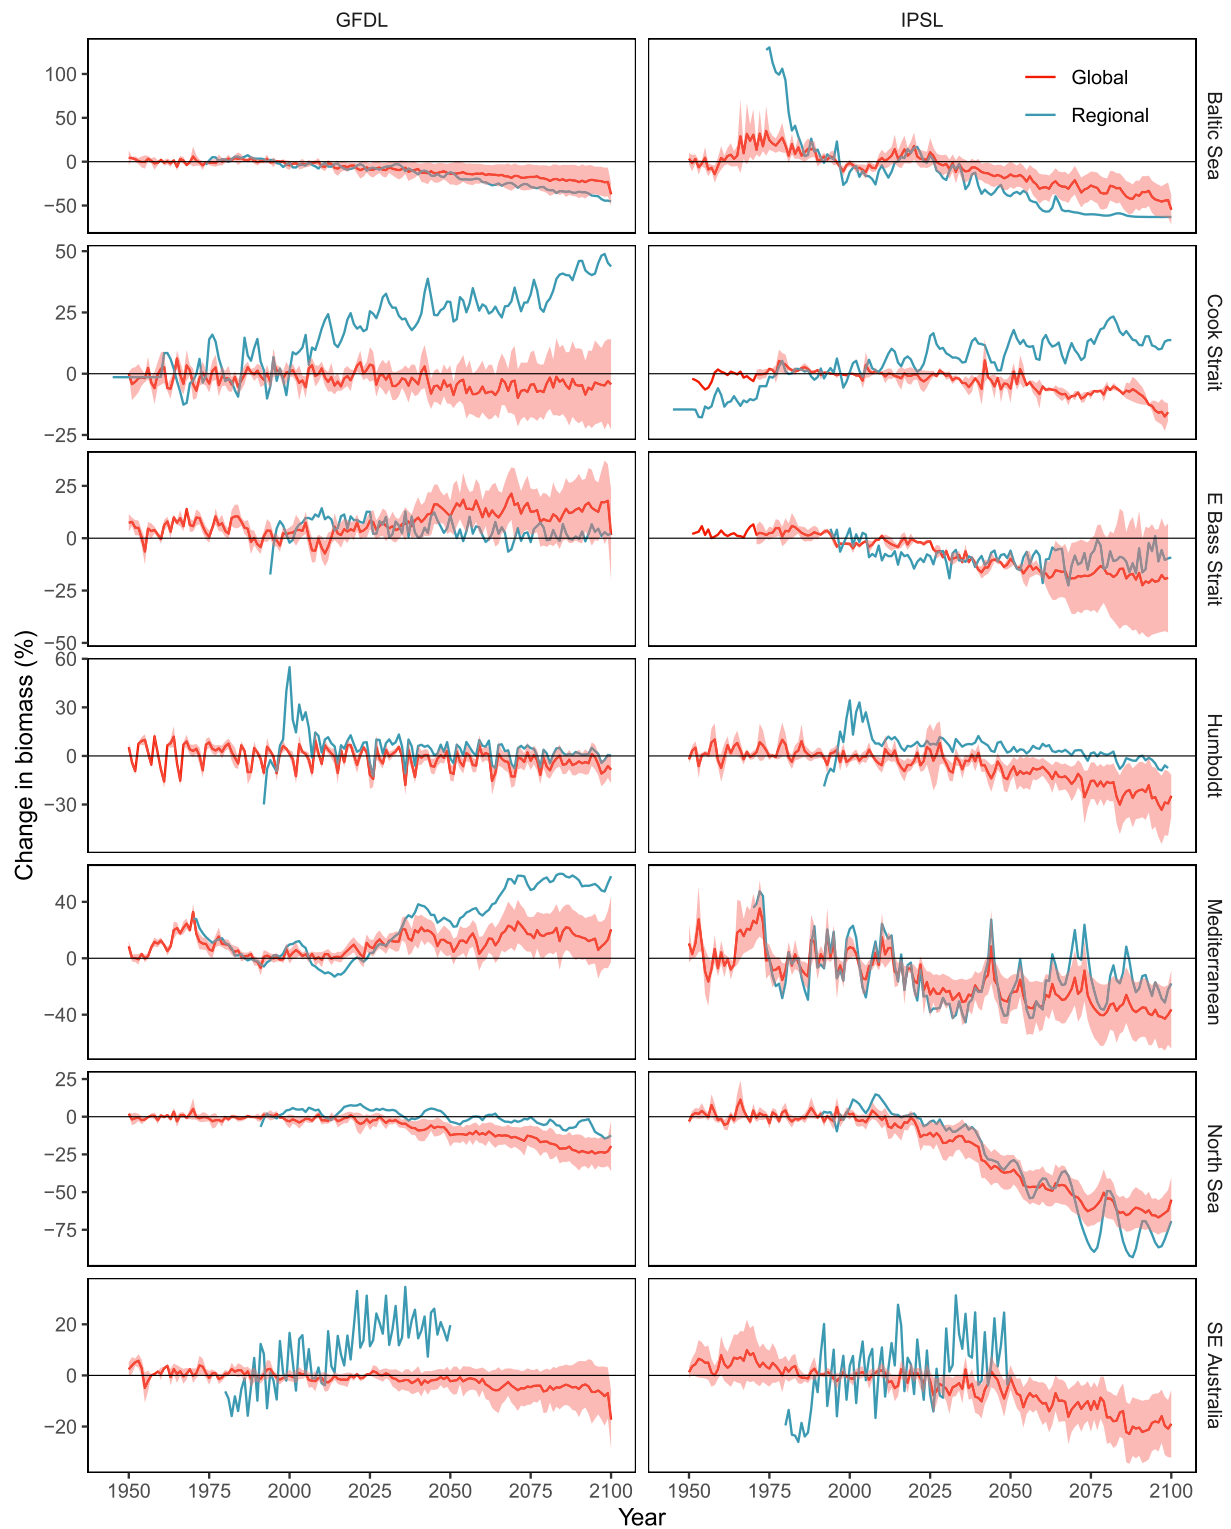 GFDL
IPSL
100
50
0
−50
Global
Regional
Baltic Sea
50
25
0
−25
Cook Strait
25
0
−25
−50
E Bass Strait
Change in biomass (%)
60
30
0
−30
Humboldt
40
0
−40
Mediterranean
25
0
−25
−50
−75
North Sea
20
0
−20
SE Australia
1950 1975 2000 2025 2050 2075 2100
1950 1975 2000 2025 2050 2075 2100
Year